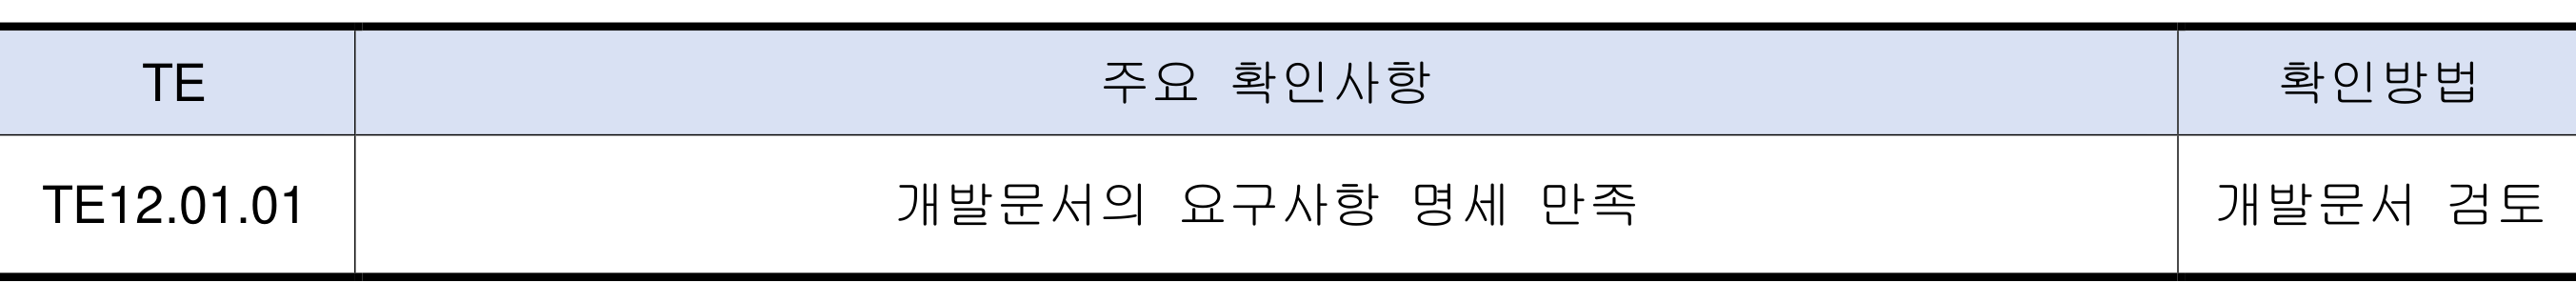 TE 주요 확인사항 확인방법
TE12.01.01 개발문서의 요구사항 명세 만족 개발문서 검토